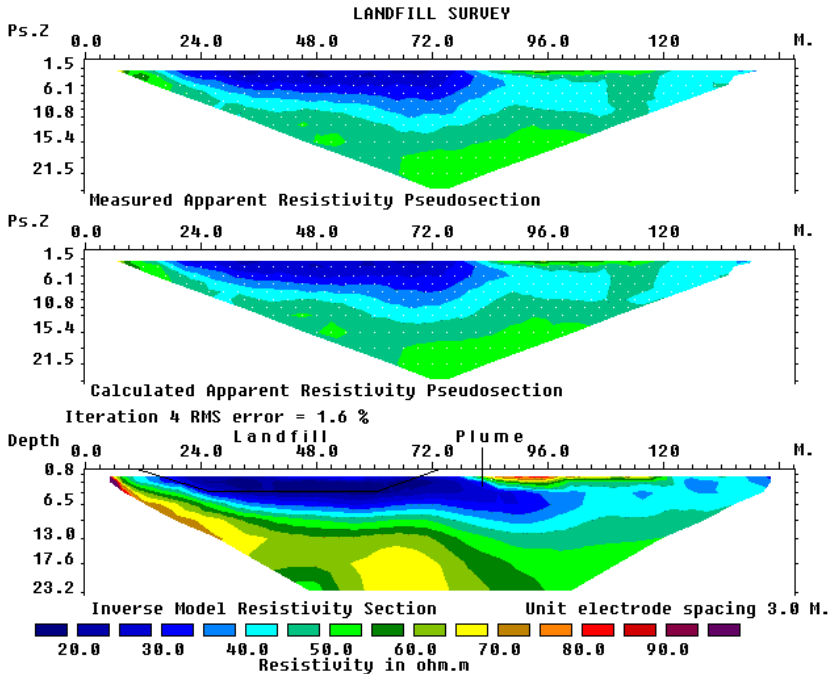 LANDFILL SURVEY
Ps.Z 0.0 24.0 48.0 72.0 96.0 120 M.
1.5
6.1
10.8
15.4
21.5
Measured Apparent Resistivity Pseudosection
Ps.Z 0.0 24.0 48.0 72.0 96.0 120 M.
1.5
6.1
10.8
15.4
21.5
Calculated Apparent Resistivity Pseudosection
Iteration 4 RMS error = 1.6 %
Landfill Plume
Depth 0.0 24.0 48.0 72.0 96.0 120 M.
0.8
6.5
13.0
17.6
23.2
Inverse Model Resistivity Section Unit electrode spacing 3.0 M.
20.0 30.0 40.0 50.0 60.0 70.0 80.0 90.0
Resistivity in ohm.m